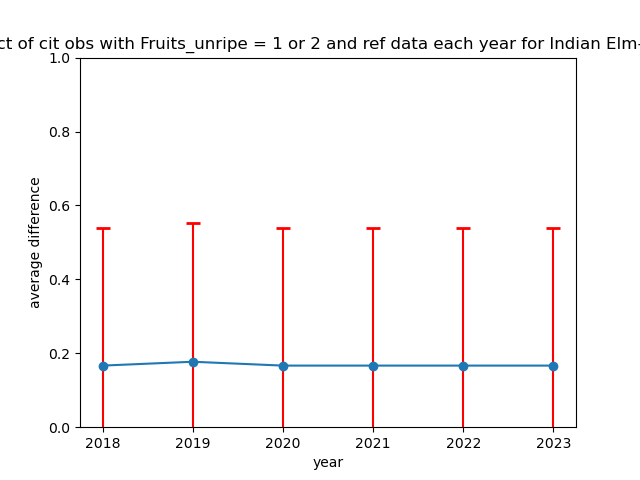 ct of cit obs with Fruits_unripe = 1 or 2 and ref data each year for Indian Elm-
1.0
0.8
0.6
0.4
0.2
0.0
average difference
2018 2019 2020 2021 2022 2023
year